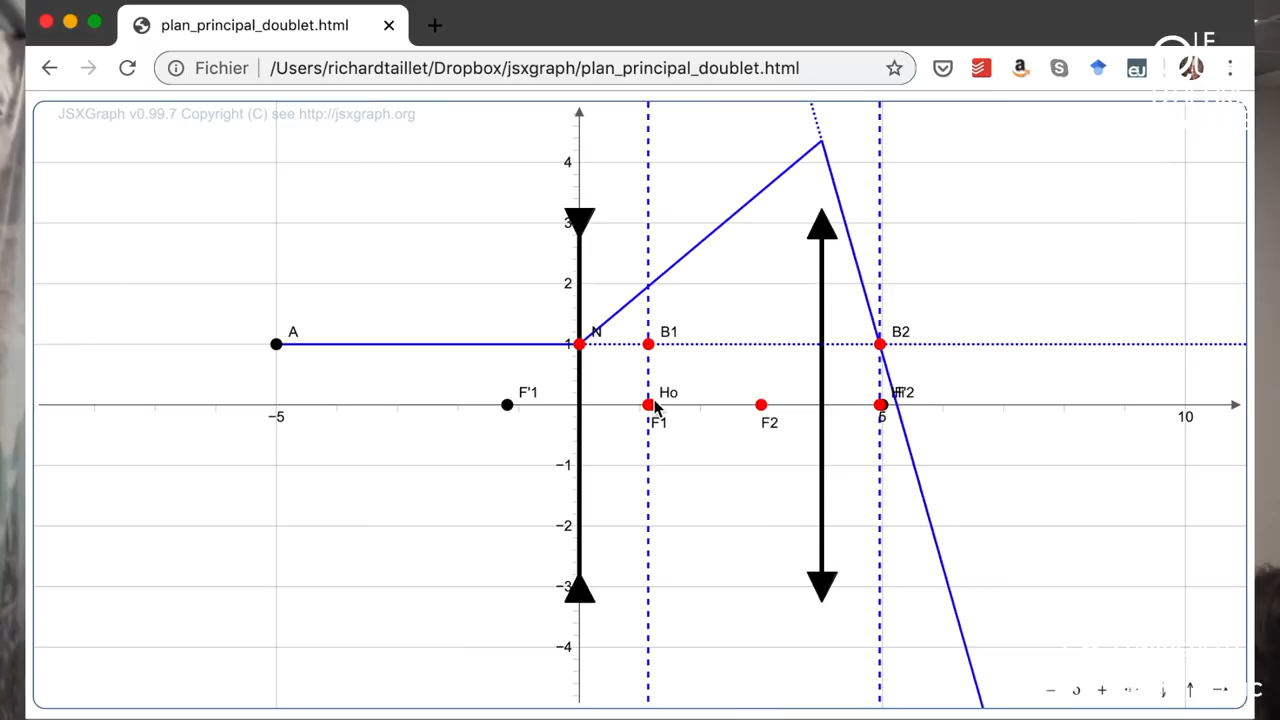 plan_principal_doublet.html
Fichier /Users/richardtaillet/Dropbox/jsxgraph/plan_principal_doublet.html
JSXGraph v0.99.7 Copyright (C) see http://jsxgraph.org
4
3
2
A N B1 B2
1
F'1 Ho F'2
−5 5 10
F1 F2
−1
−2
−3
−4